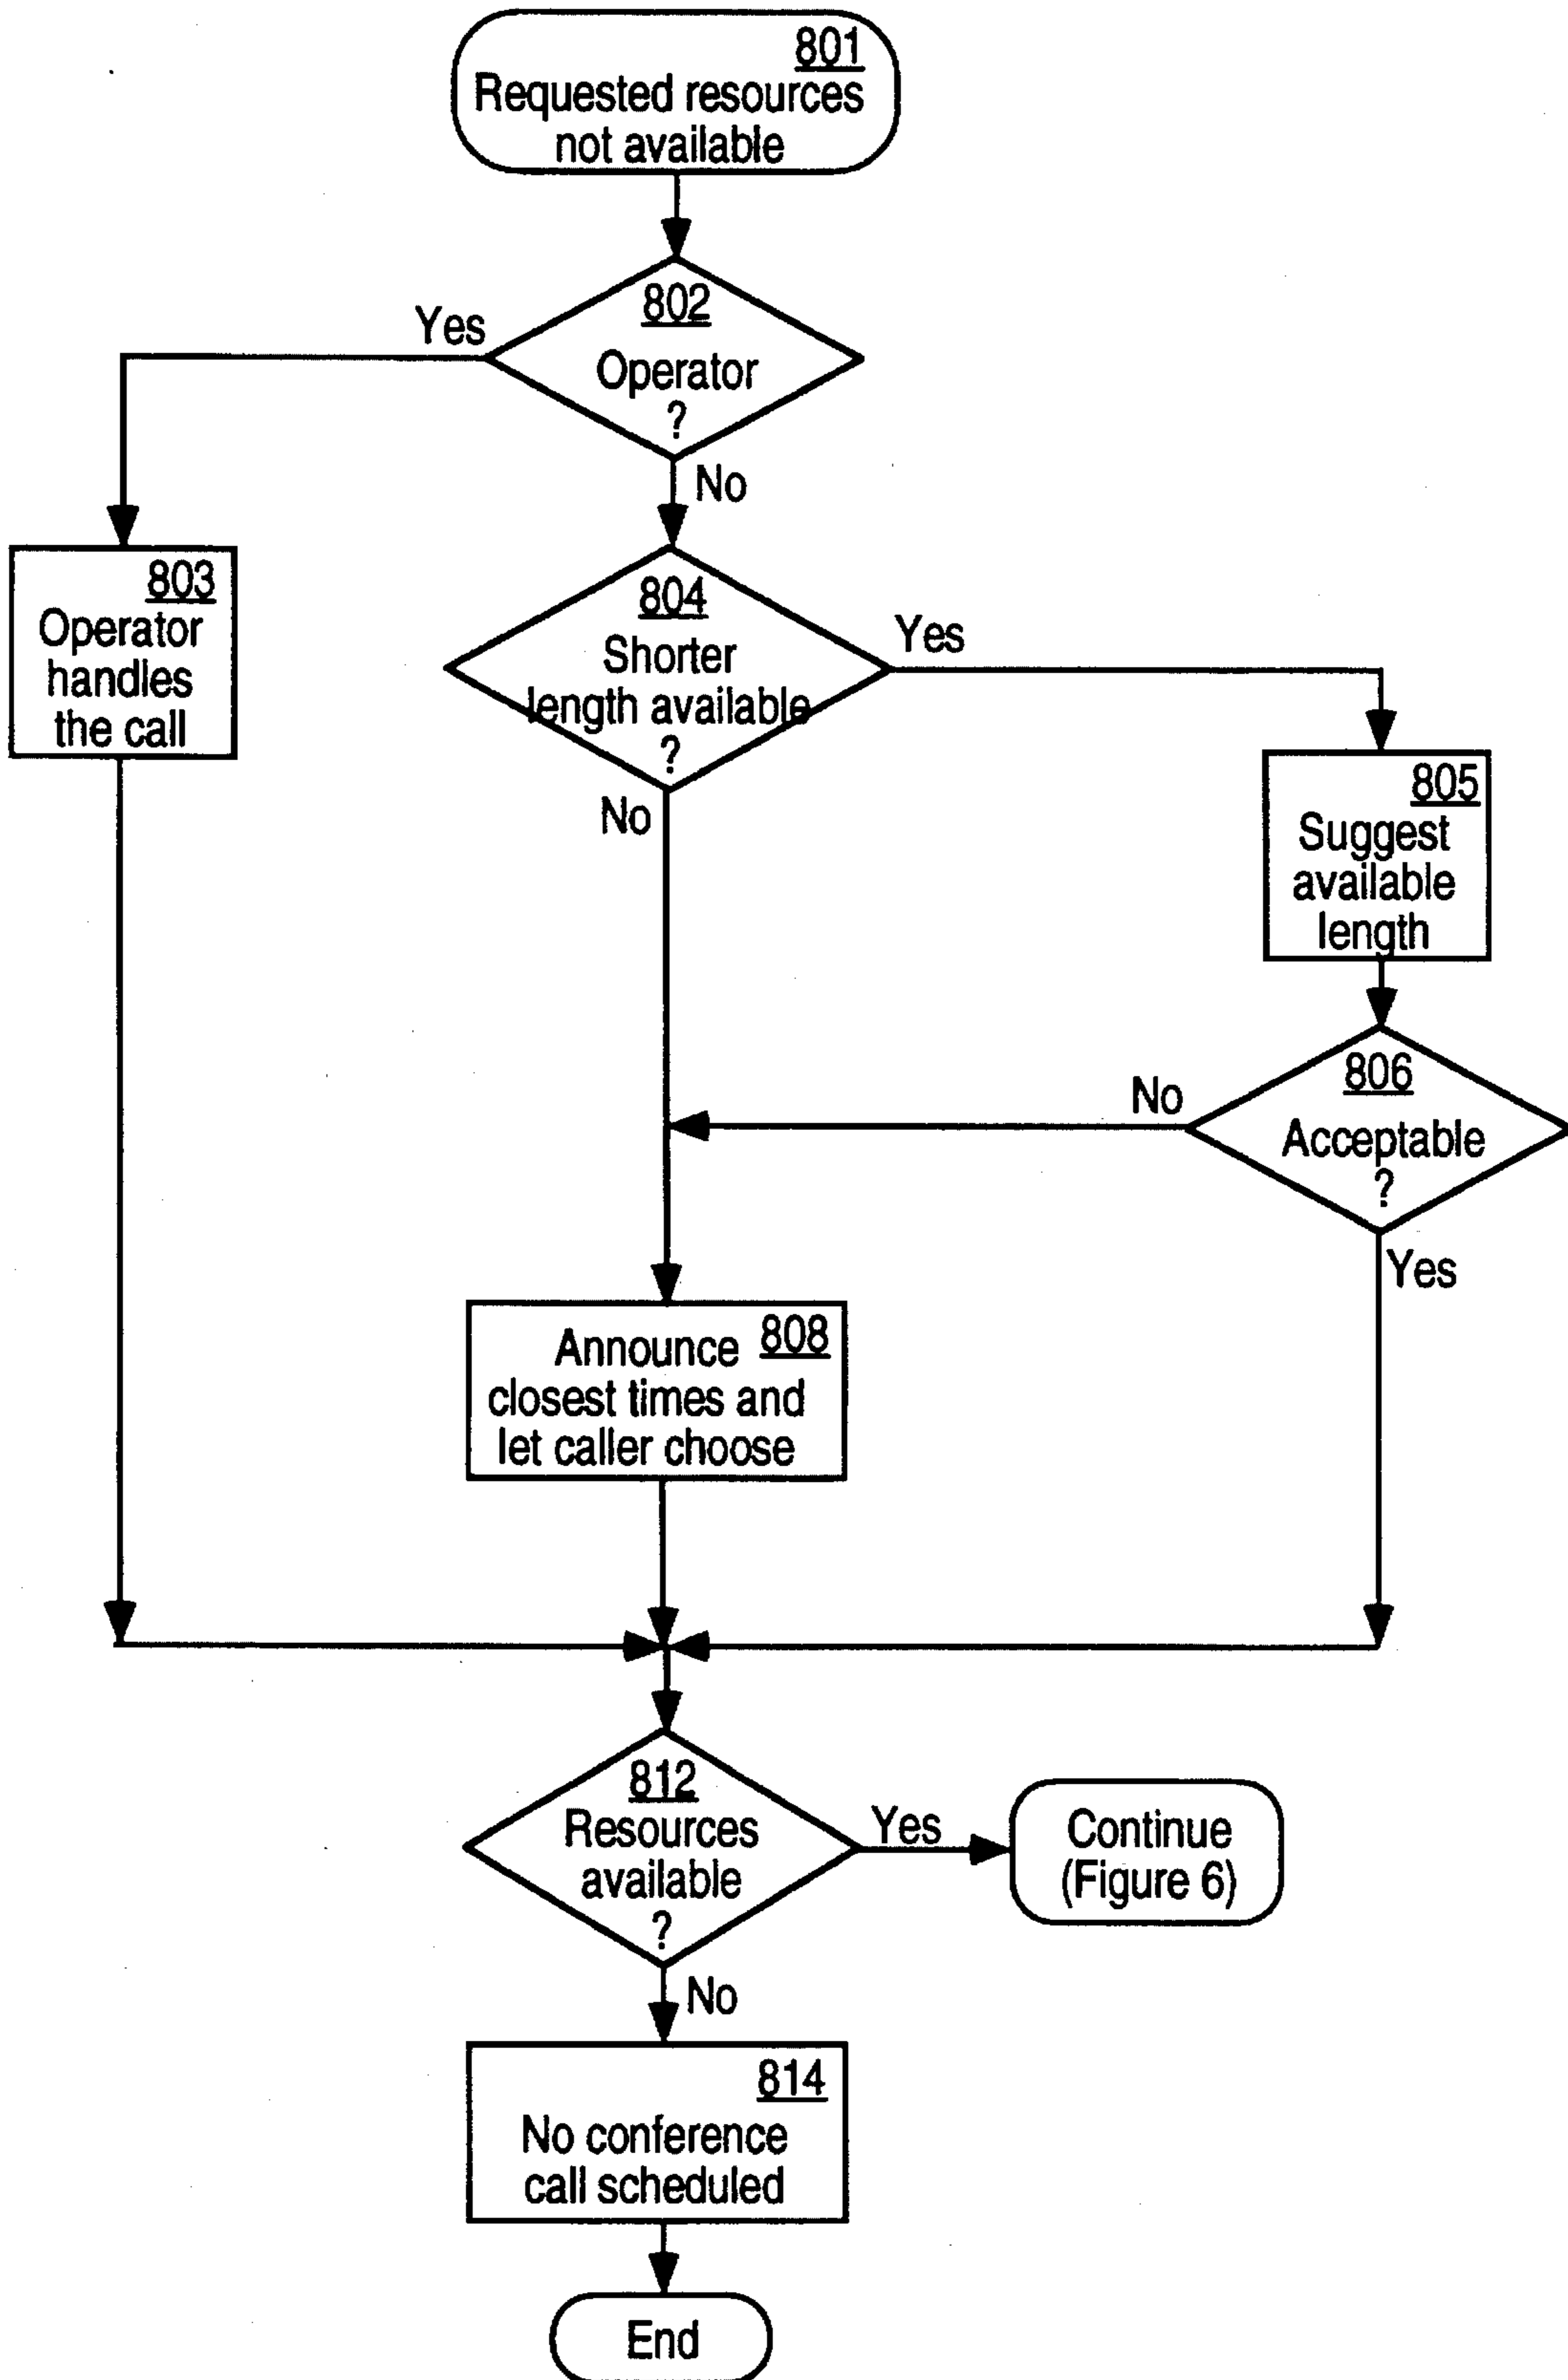 801
Requested resources
not available
802
Operator
?
Yes
No
803
Operator
handles
the call
804
Shorter
length available
?
Yes
No
805
Suggest
available
length
806
Acceptable
?
No
Yes
808
Announce
closest times and
let caller choose
812
Resources
available
?
Yes
Continue
(Figure 6)
No
814
No conference
call scheduled
End